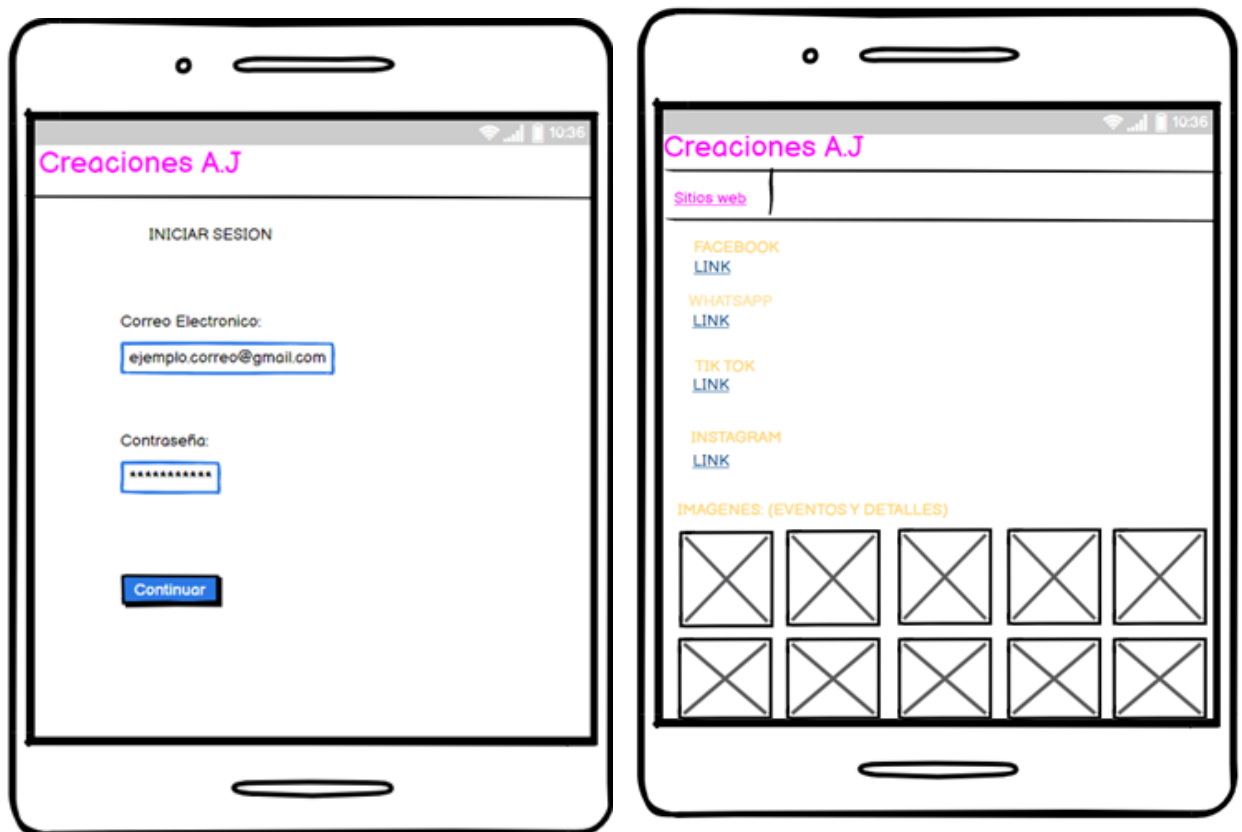 10:36
Creaciones A.J
INICIAR SESION
Correo Electronico:
ejemplo.correo@gmail.com
Contraseña:
***********
Continuar
10:36
Creaciones A.J
Sitios web
FACEBOOK
LINK
WHATSAPP
LINK
TIK TOK
LINK
INSTAGRAM
LINK
IMAGENES: (EVENTOS Y DETALLES)